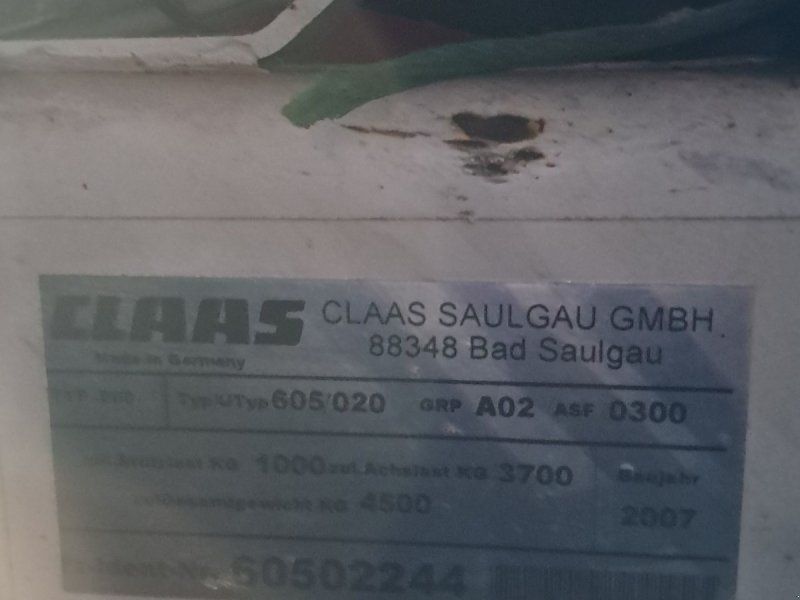 CLAAS CLAAS SAULGAU GMBH
Made in Germany 88348 Bad Saulgau
Typ/UTyp 605/020 GRP A02 ASF 0300
1000 zul.Achslast KG 3700 Baujahr
KG 4500 2007
60502244